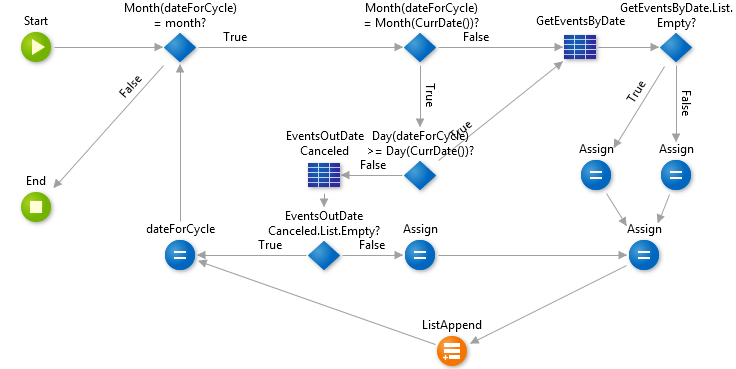 Month(dateForCycle)
= month?
Month(dateForCycle)
= Month(CurrDate())?
GetEventsByDate.List.
Empty?
Start
GetEventsByDate
True
False
False
True
True
True
False
EventsOutDate
Canceled
Day(dateForCycle)
>= Day(CurrDate())?
False
Assign
Assign
End
EventsOutDate
Canceled.List.Empty?
dateForCycle
True
False
Assign
Assign
ListAppend